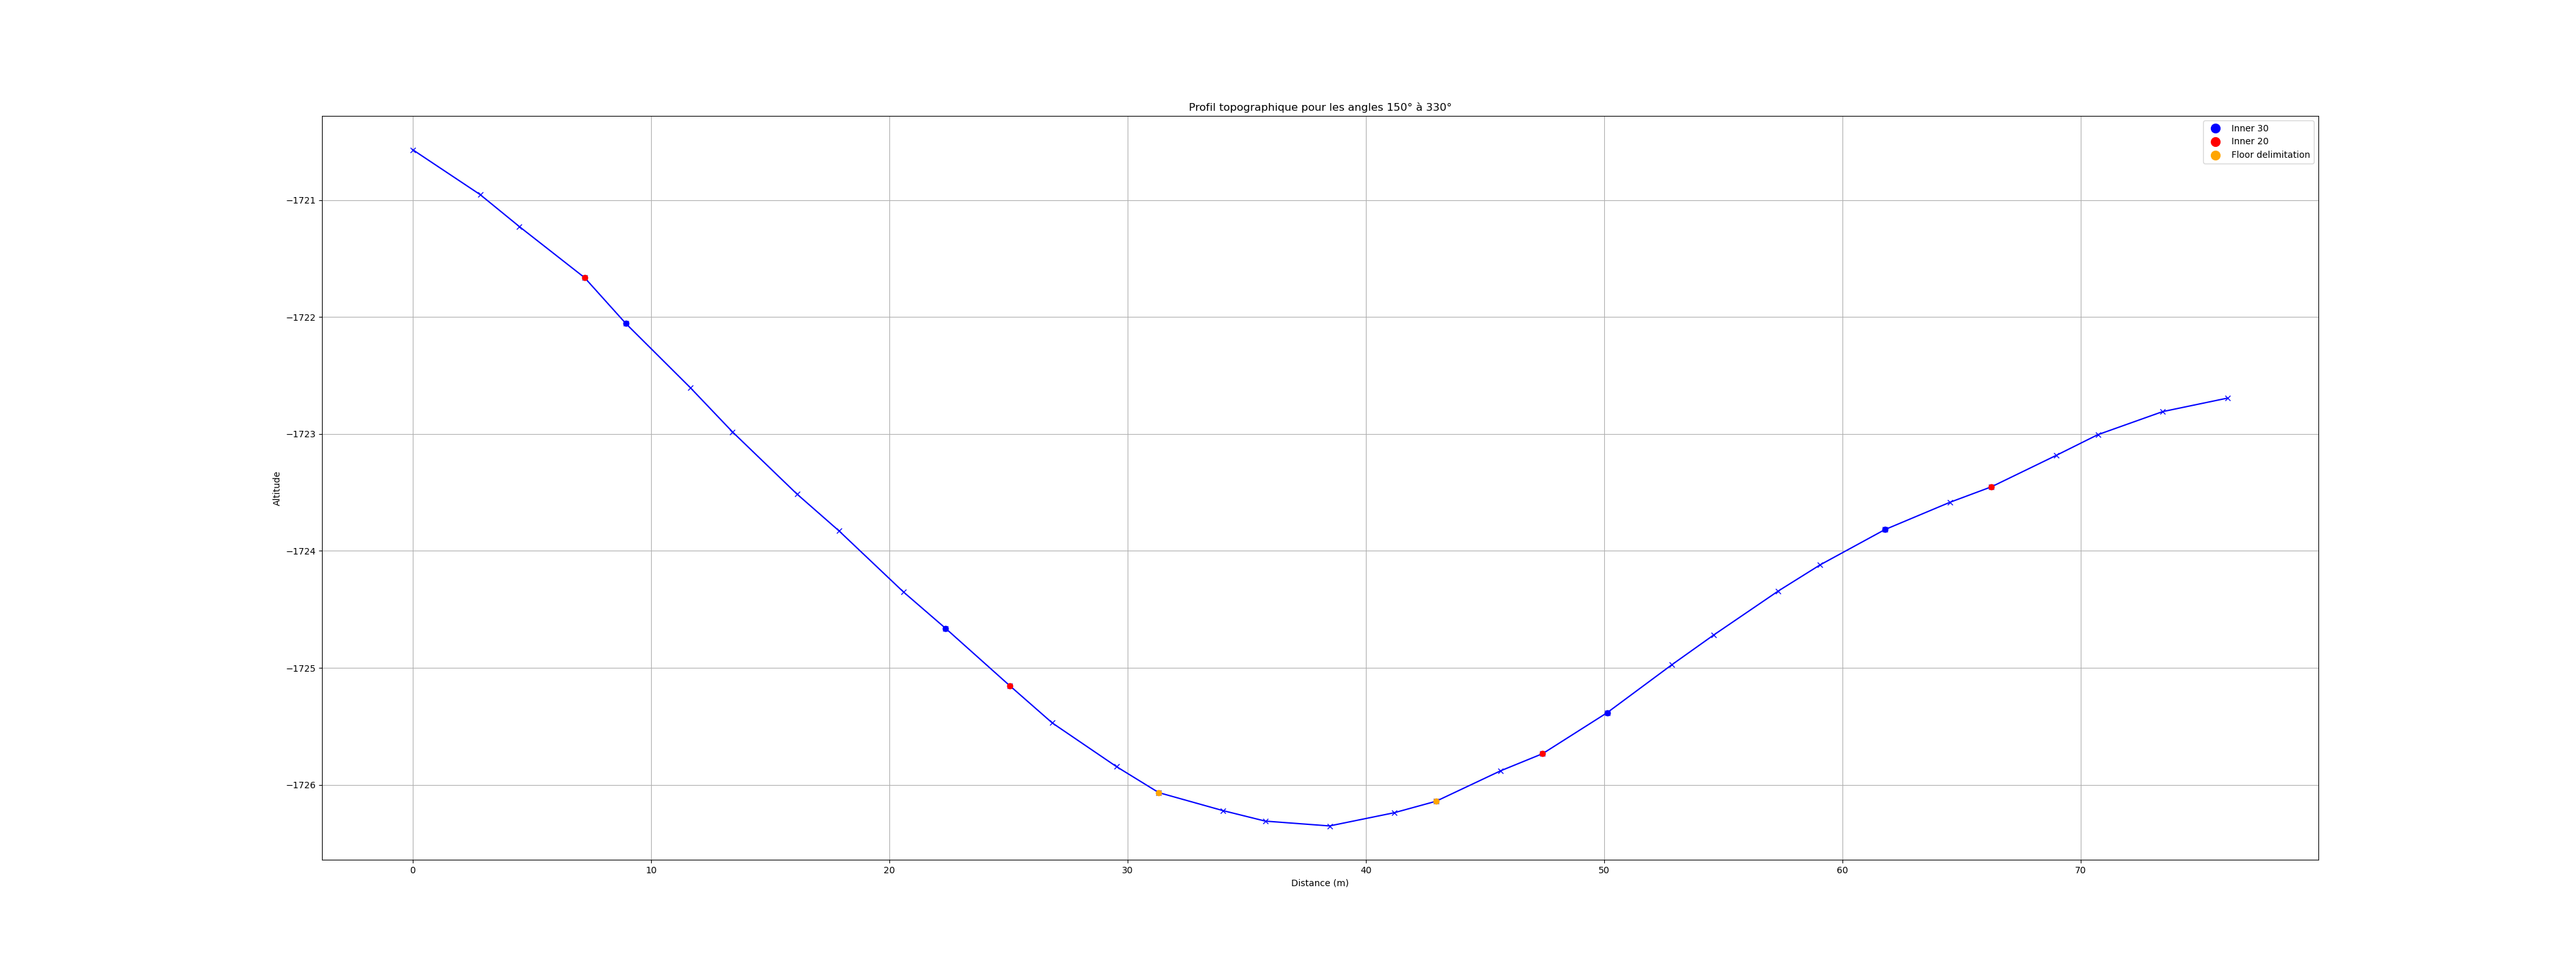 Profil topographique pour les angles 150° à 330°
Inner 30
Inner 20
Floor delimitation
−1721
−1722
−1723
−1724
−1725
−1726
Altitude
0 10 20 30 40 50 60 70
Distance (m)